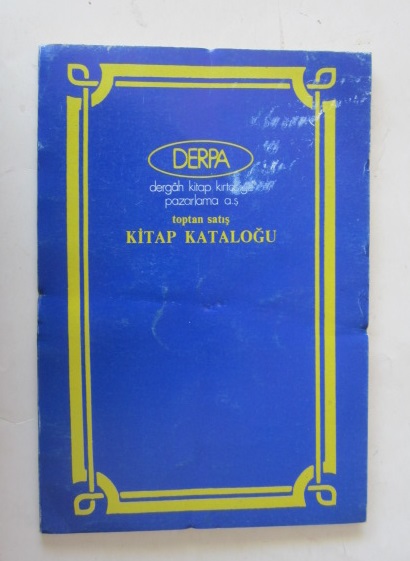 DERPA
dergâh kitap kırtasiye
pazarlama a.ş
toptan satış
KİTAP KATALOĞU